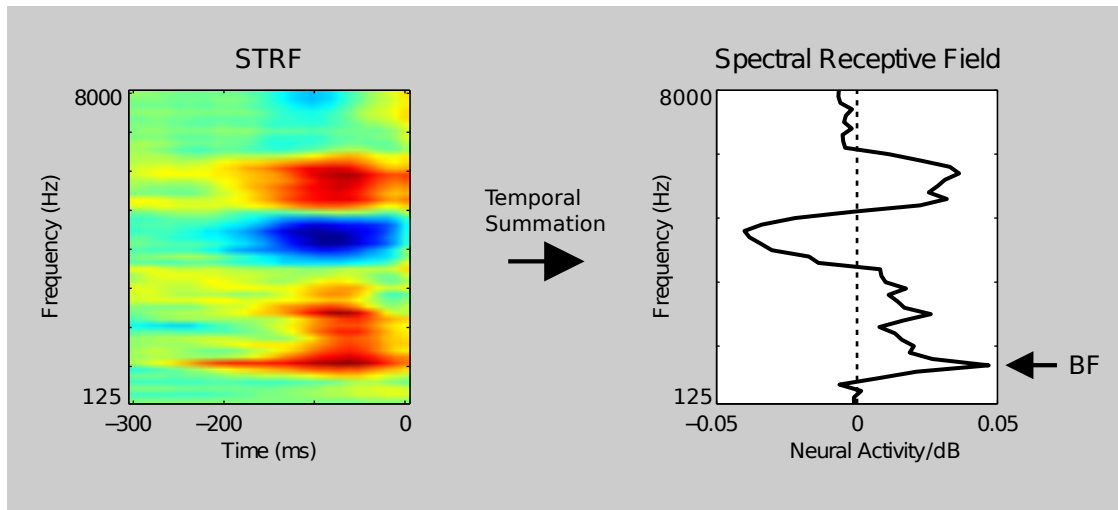 STRF
8000
Frequency (Hz)
125
−300
−200
0
Time (ms)
Temporal
Summation
Spectral Receptive Field
8000
Frequency (Hz)
125
−0.05
0
0.05
Neural Activity/dB
BF